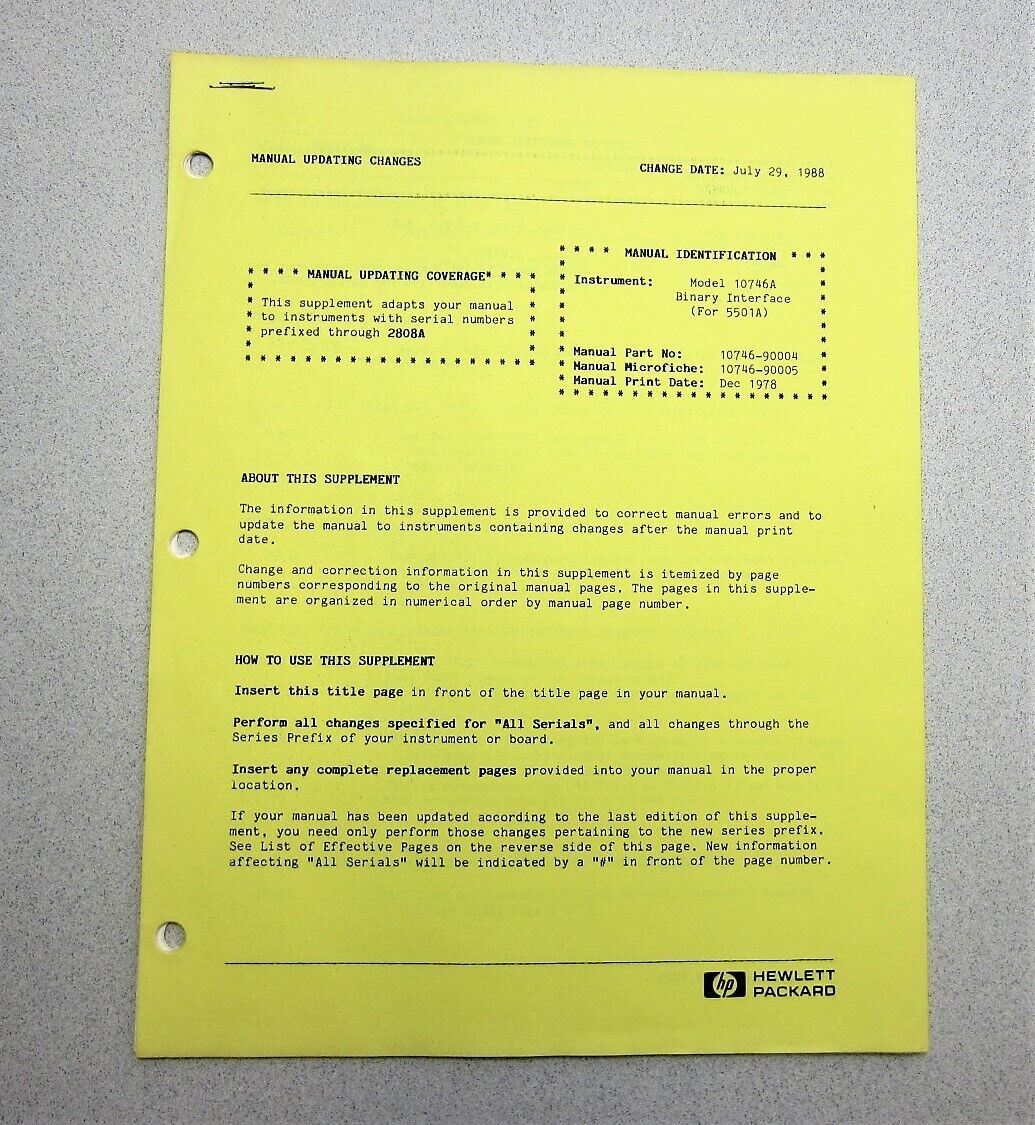 MANUAL UPDATING CHANGES
CHANGE DATE: July 29, 1988
* * * * MANUAL UPDATING COVERAGE* * * *
This supplement adapts your manual
to instruments with serial numbers
prefixed through 2808A
* * * * MANUAL IDENTIFICATION * * *
Instrument: Model 10746A
Binary Interface
(For 5501A)
Manual Part No: 10746-90004
Manual Microfiche: 10746-90005
Manual Print Date: Dec 1978
ABOUT THIS SUPPLEMENT
The information in this supplement is provided to correct manual errors and to
update the manual to instruments containing changes after the manual print
date.
Change and correction information in this supplement is itemized by page
numbers corresponding to the original manual pages. The pages in this supple-
ment are organized in numerical order by manual page number.
HOW TO USE THIS SUPPLEMENT
Insert this title page in front of the title page in your manual.
Perform all changes specified for "All Serials", and all changes through the
Series Prefix of your instrument or board.
Insert any complete replacement pages provided into your manual in the proper
location.
If your manual has been updated according to the last edition of this supple-
ment, you need only perform those changes pertaining to the new series prefix.
See List of Effective Pages on the reverse side of this page. New information
affecting "All Serials" will be indicated by a "#" in front of the page number.
hp HEWLETT
PACKARD